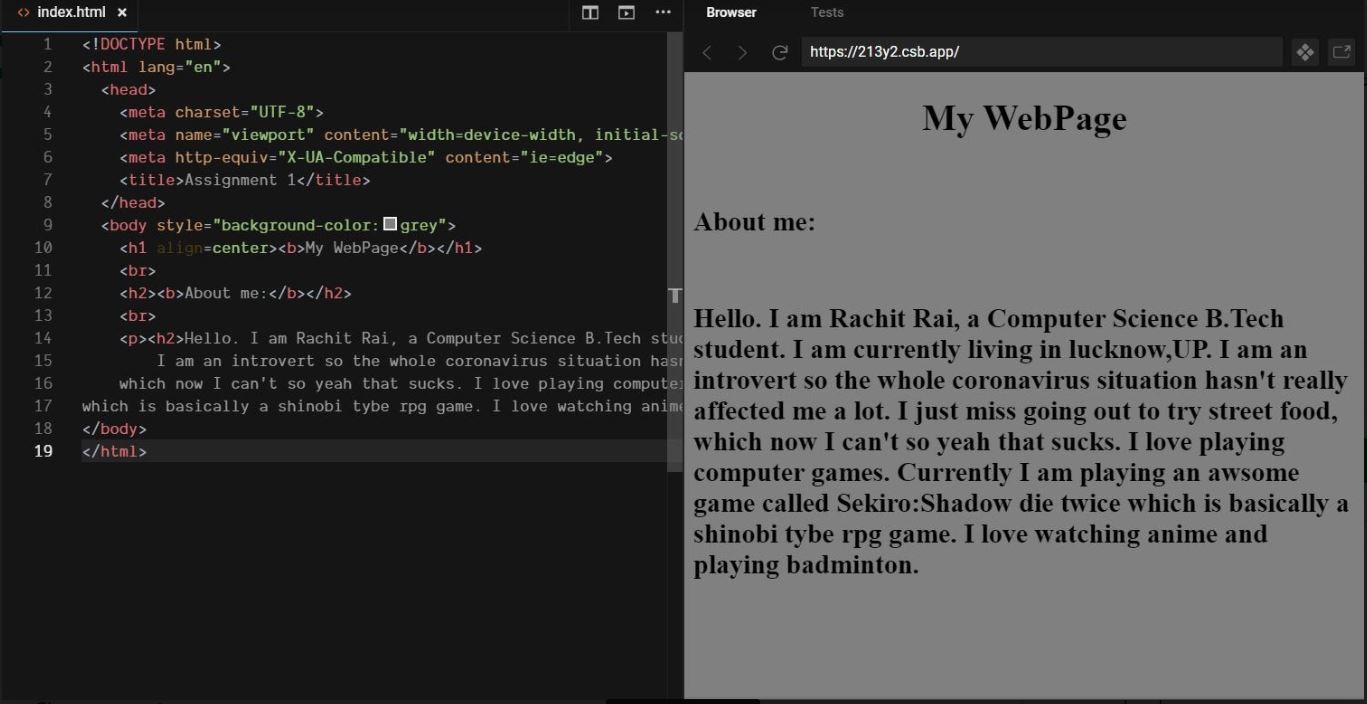 index.html
1 <!DOCTYPE html>
2 <html lang="en">
3 <head>
4 <meta charset="UTF-8">
5 <meta name="viewport" content="width=device-width, initial-sc
6 <meta http-equiv="X-UA-Compatible" content="ie=edge">
7 <title>Assignment 1</title>
8 </head>
9 <body style="background-color:grey">
10 <h1 align=center><b>My WebPage</b></h1>
11 <br>
12 <h2><b>About me:</b></h2>
13 <br>
14 <p><h2>Hello. I am Rachit Rai, a Computer Science B.Tech stud
15 I am an introvert so the whole coronavirus situation hasn
16 which now I can't so yeah that sucks. I love playing compute
17 which is basically a shinobi tybe rpg game. I love watching anime
18 </body>
19 </html>
Browser Tests
https://213y2.csb.app/
My WebPage
About me:
Hello. I am Rachit Rai, a Computer Science B.Tech
student. I am currently living in lucknow,UP. I am an
introvert so the whole coronavirus situation hasn't really
affected me a lot. I just miss going out to try street food,
which now I can't so yeah that sucks. I love playing
computer games. Currently I am playing an awsome
game called Sekiro:Shadow die twice which is basically a
shinobi tybe rpg game. I love watching anime and
playing badminton.